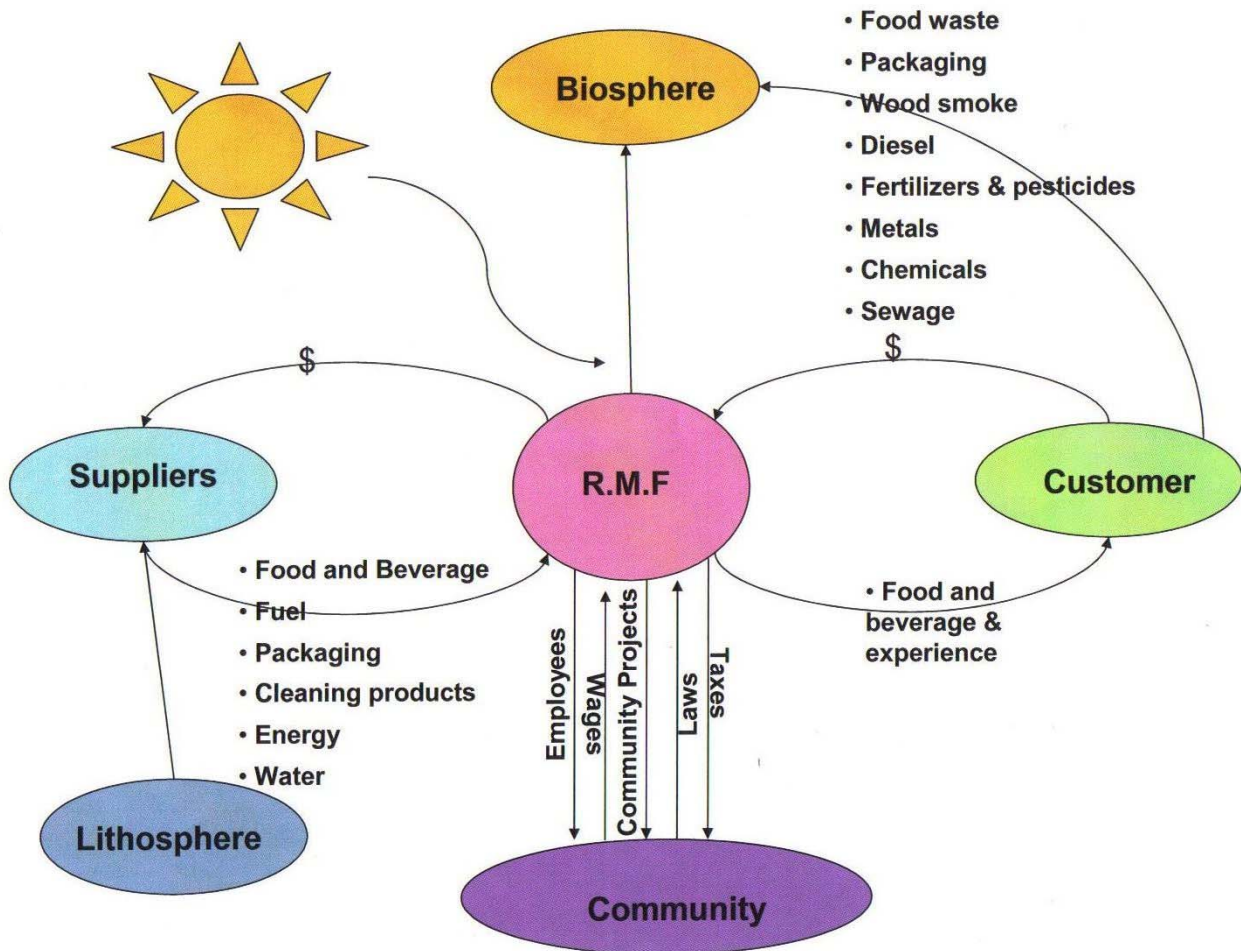 Biosphere
• Food waste
• Packaging
• Wood smoke
• Diesel
• Fertilizers & pesticides
• Metals
• Chemicals
• Sewage
$
$
Suppliers
R.M.F
Customer
• Food and Beverage
• Fuel
• Packaging
• Cleaning products
• Energy
• Water
• Food and
beverage &
experience
Employees
Wages
Community Projects
Laws
Taxes
Lithosphere
Community